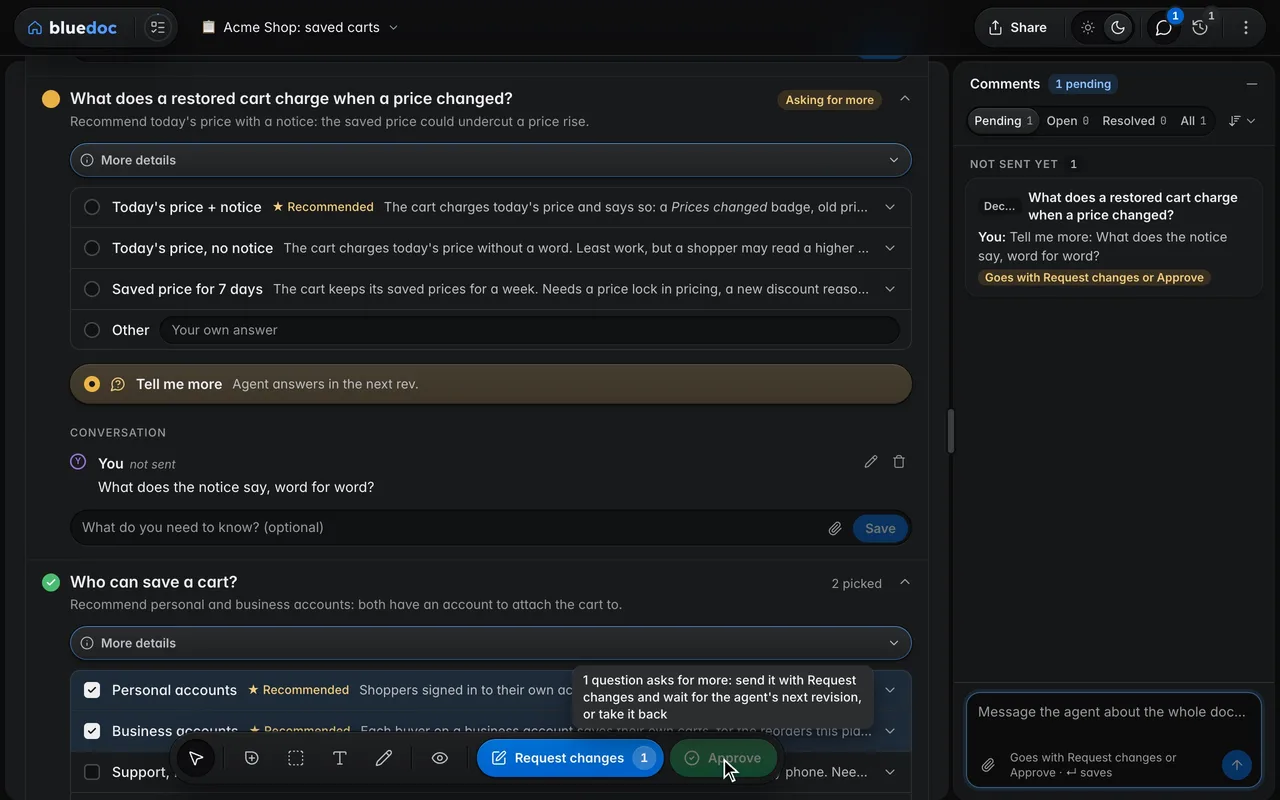 bluedoc
Acme Shop: saved carts
Share
1
1
What does a restored cart charge when a price changed?
Asking for more
Recommend today's price with a notice: the saved price could undercut a price rise.
More details
Today's price + notice ★ Recommended The cart charges today's price and says so: a Prices changed badge, old pri...
Today's price, no notice The cart charges today's price without a word. Least work, but a shopper may read a higher ...
Saved price for 7 days The cart keeps its saved prices for a week. Needs a price lock in pricing, a new discount reaso...
Other Your own answer
Tell me more Agent answers in the next rev.
CONVERSATION
Y You not sent
What does the notice say, word for word?
What do you need to know? (optional)
Save
Who can save a cart?
2 picked
Recommend personal and business accounts: both have an account to attach the cart to.
More details
Personal accounts ★ Recommended Shoppers signed in to their own ac
Business accounts ★ Recommended Each buyer on a business account saves their own carts, for the reorders this pla...
Support, phone. Nee...
1 question asks for more: send it with Request
changes and wait for the agent's next revision,
or take it back
Request changes 1
Approve
Comments 1 pending
Pending 1 Open 0 Resolved 0 All 1
NOT SENT YET 1
Dec...
What does a restored cart charge
when a price changed?
You: Tell me more: What does the notice
say, word for word?
Goes with Request changes or Approve
Message the agent about the whole doc...
Goes with Request changes or
Approve · ↵ saves